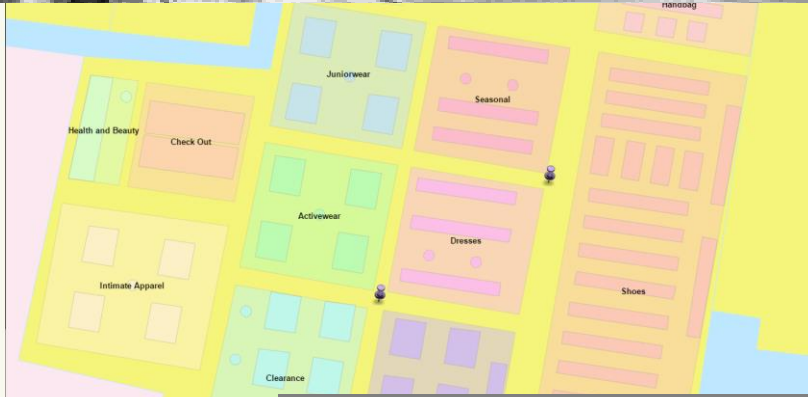 Handbag
Juniorwear
Seasonal
Health and Beauty
Check Out
Activewear
Dresses
Intimate Apparel
Shoes
Clearance